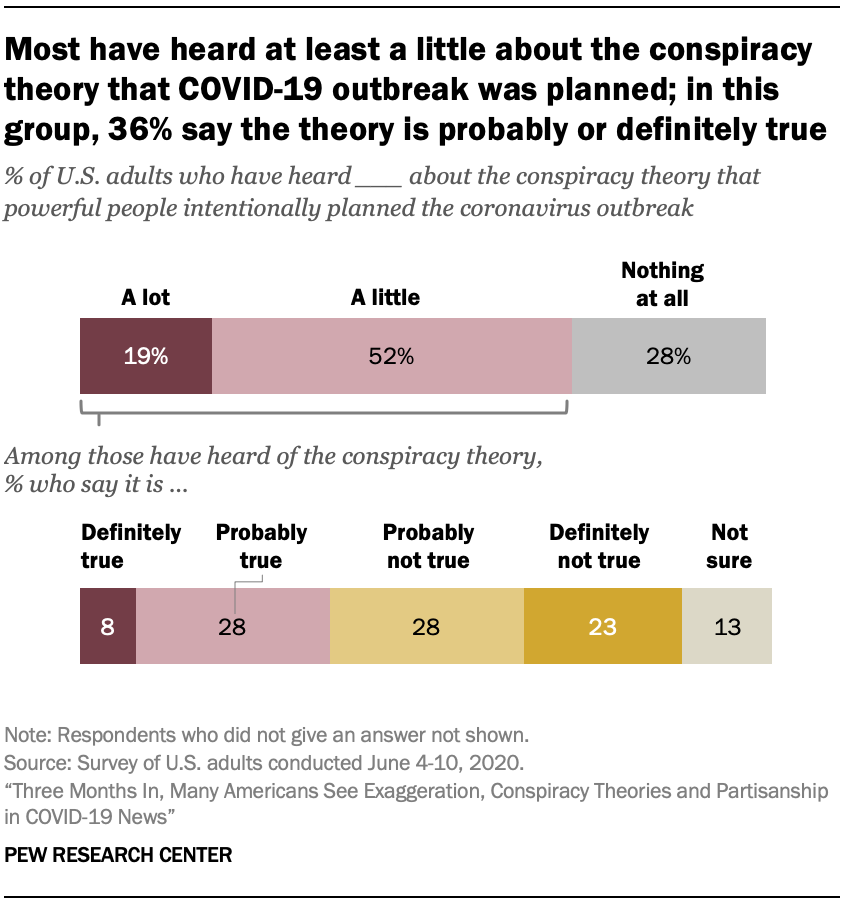 Most have heard at least a little about the conspiracy
theory that COVID-19 outbreak was planned; in this
group, 36% say the theory is probably or definitely true
% of U.S. adults who have heard ___ about the conspiracy theory that
powerful people intentionally planned the coronavirus outbreak
Nothing
A lot A little at all
19% 52% 28%
Among those have heard of the conspiracy theory,
% who say it is ...
Definitely Probably Probably Definitely Not
true true not true not true sure
8 28 28 23 13
Note: Respondents who did not give an answer not shown.
Source: Survey of U.S. adults conducted June 4-10, 2020.
“Three Months In, Many Americans See Exaggeration, Conspiracy Theories and Partisanship
in COVID-19 News”
PEW RESEARCH CENTER